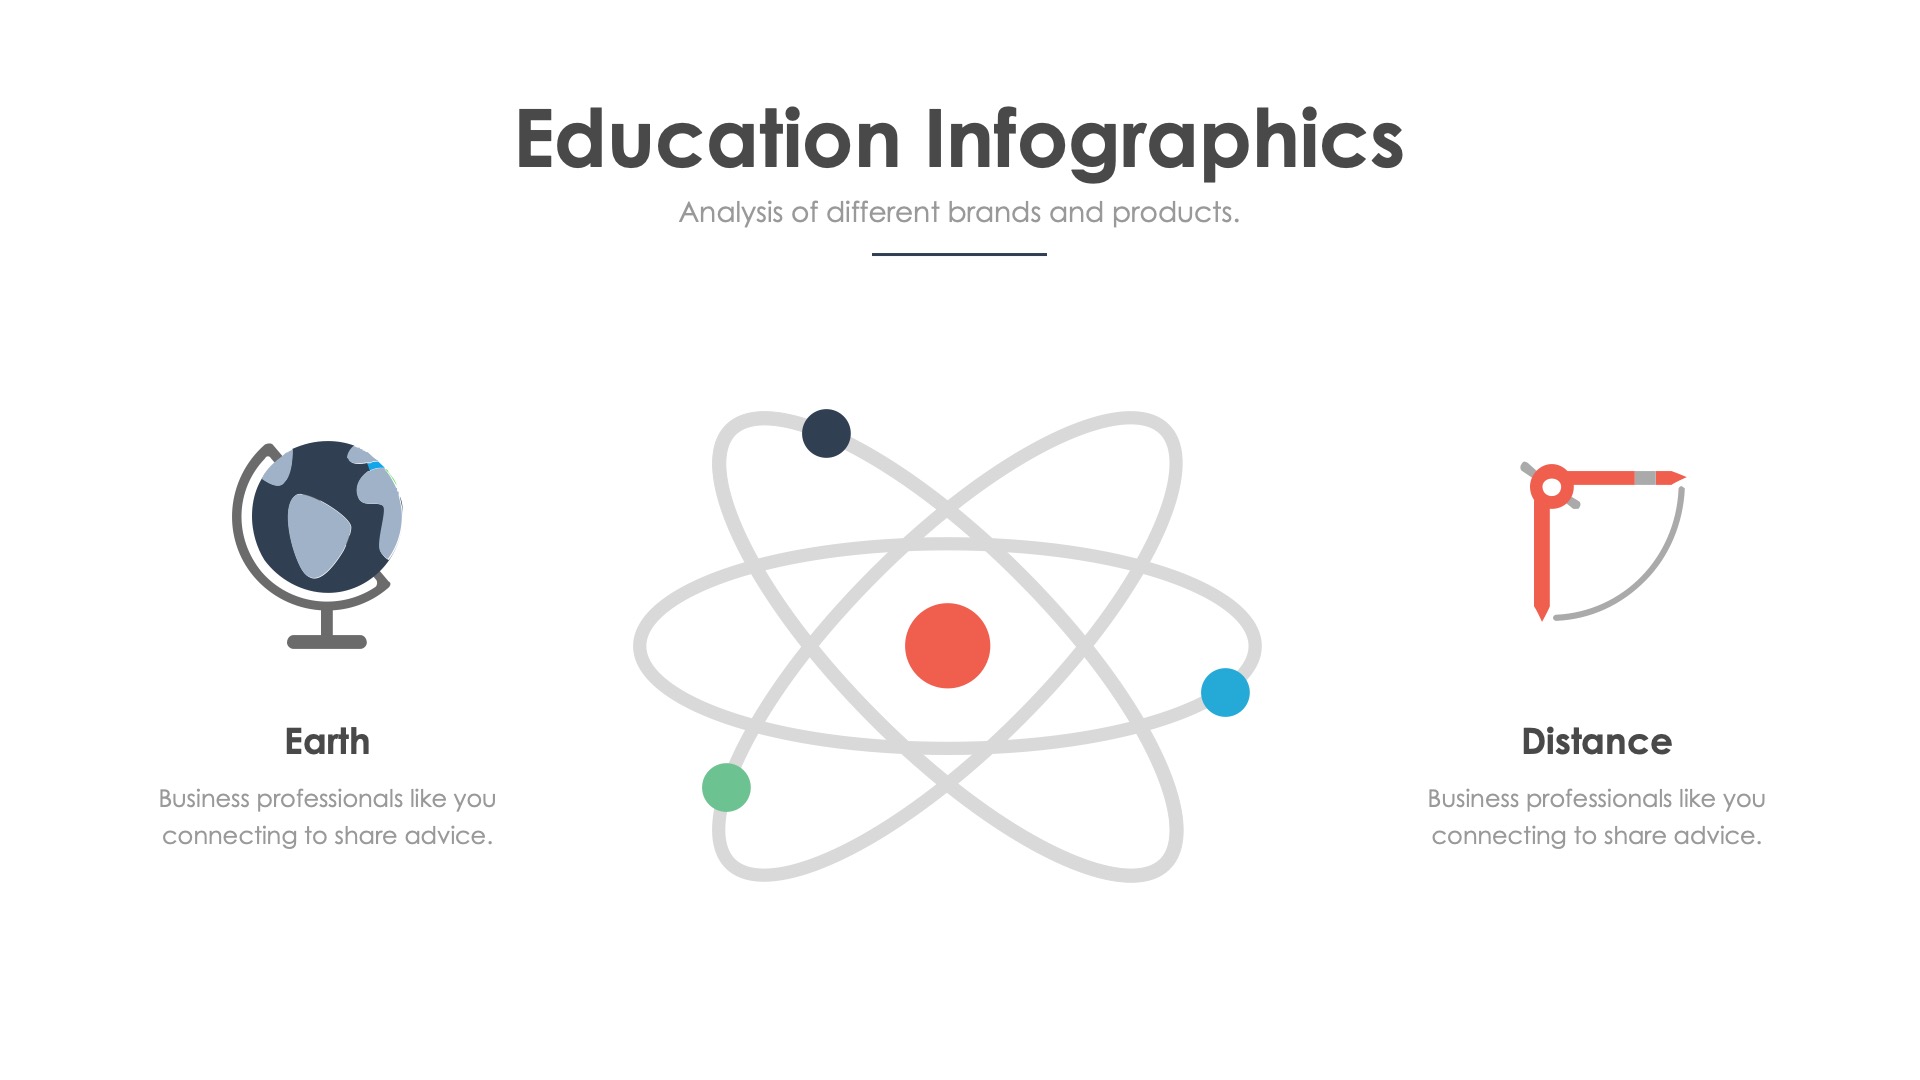 Education Infographics
Analysis of different brands and products.
Earth
Business professionals like you
connecting to share advice.
Distance
Business professionals like you
connecting to share advice.